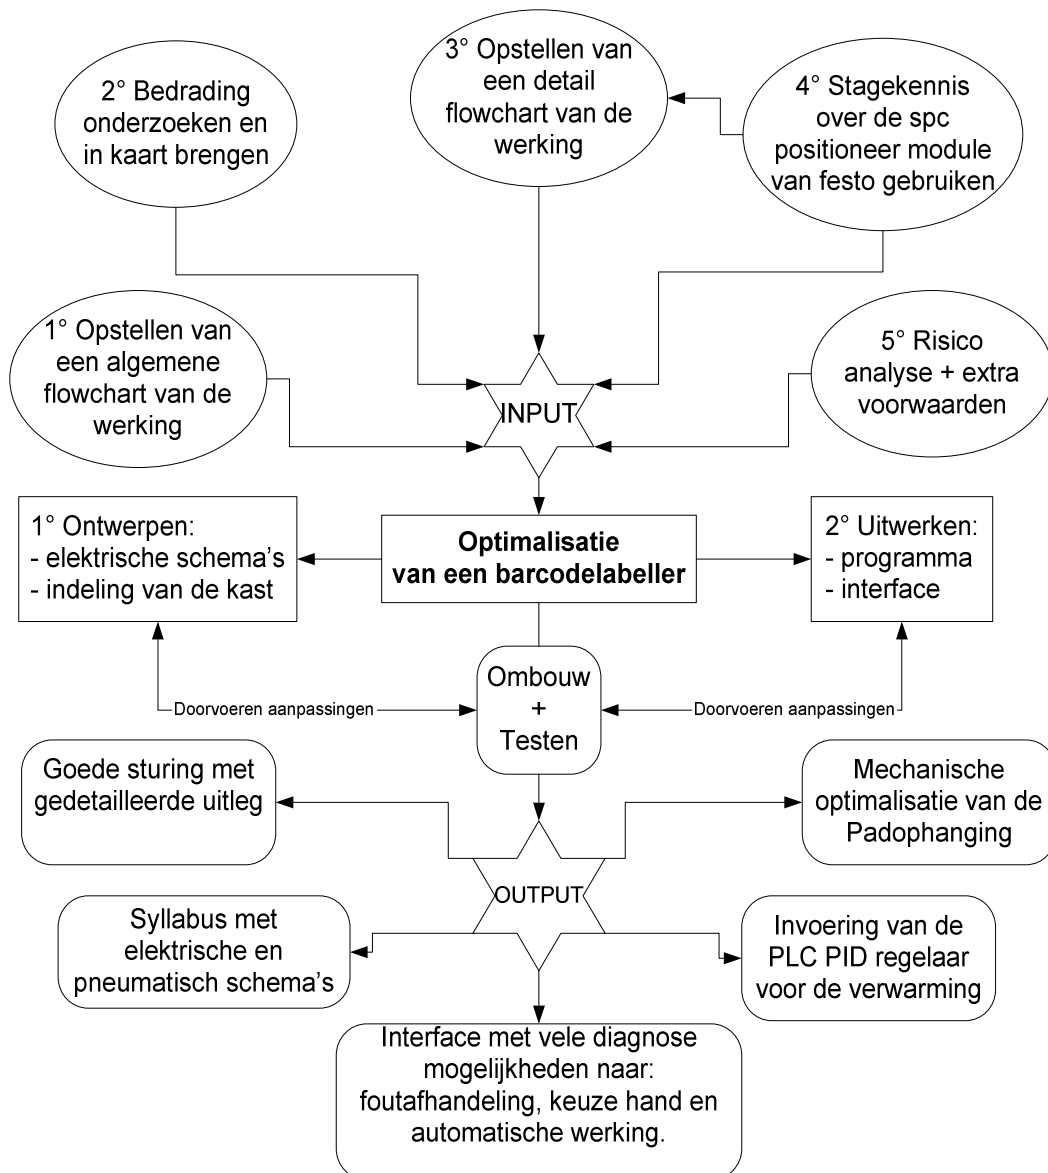 3° Opstellen van
een detail
flowchart van de
werking
2° Bedrading
onderzoeken en
in kaart brengen
4° Stagekennis
over de spc
positioneer module
van festo gebruiken
1° Opstellen van
een algemene
flowchart van de
werking
5° Risico
analyse + extra
voorwaarden
INPUT
1° Ontwerpen:
- elektrische schema's
- indeling van de kast
Optimalisatie
van een barcodelabeller
2° Uitwerken:
- programma
- interface
Ombouw
+
Testen
Doorvoeren aanpassingen
Doorvoeren aanpassingen
Goede sturing met
gedetailleerde uitleg
Mechanische
optimalisatie van de
Padophanging
OUTPUT
Syllabus met
elektrische en
pneumatisch schema's
Invoering van de
PLC PID regelaar
voor de verwarming
Interface met vele diagnose
mogelijkheden naar:
foutafhandeling, keuze hand en
automatische werking.